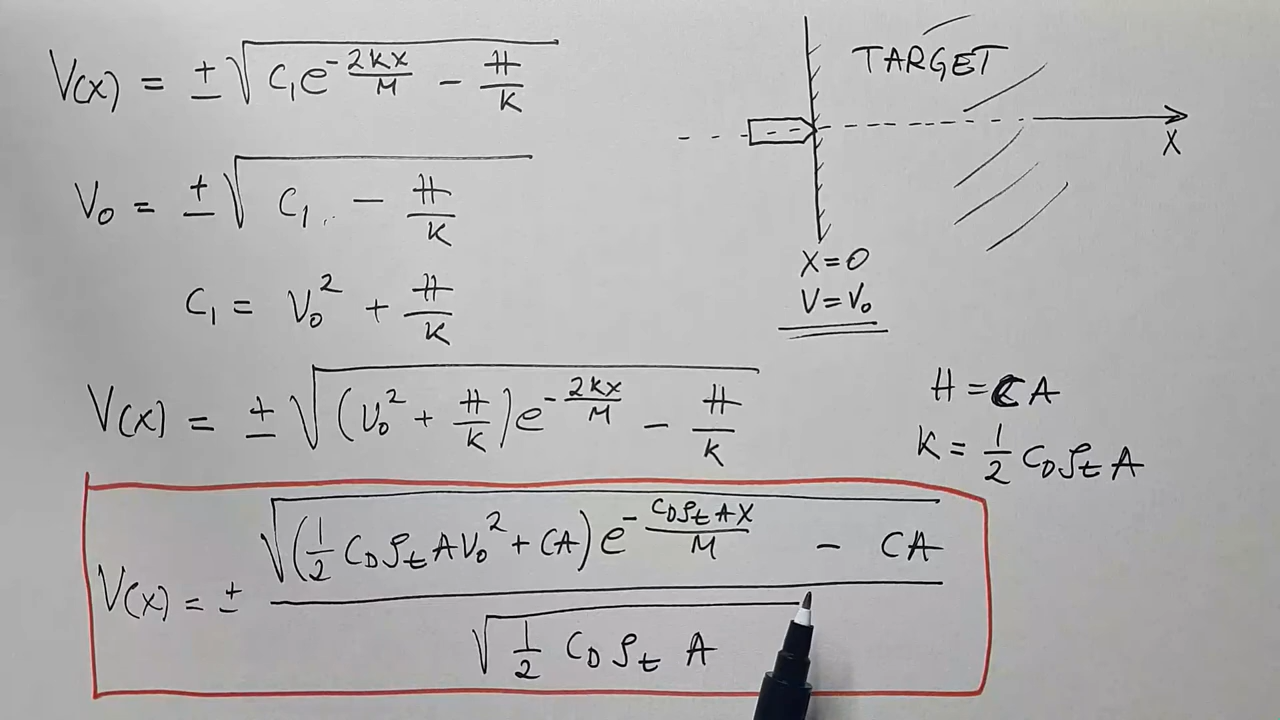 V(x) = ± √(C₁e^(-2kx/M) - H/k)
TARGET
X
V₀ = ± √(C₁ - H/k)
X=0
V=V₀
C₁ = V₀² + H/k
V(x) = ± √((V₀² + H/k)e^(-2kx/M) - H/k)
H = CA
K = 1/2 C_D ρ_t A
V(x) = ± √((1/2 C_D ρ_t A V₀² + CA) e^(-C_D ρ_t A X/M) - CA) / √(1/2 C_D ρ_t A)